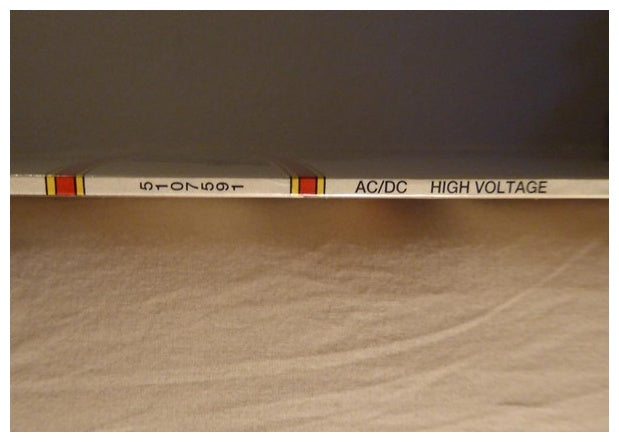 5107591 AC/DC HIGH VOLTAGE